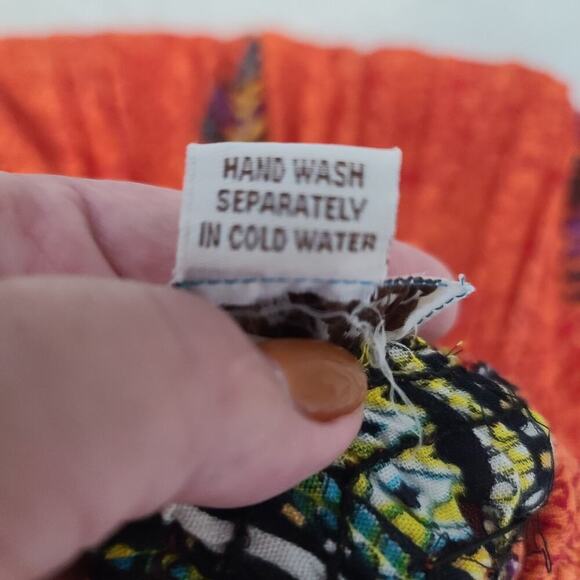 HAND WASH
SEPARATELY
IN COLD WATER